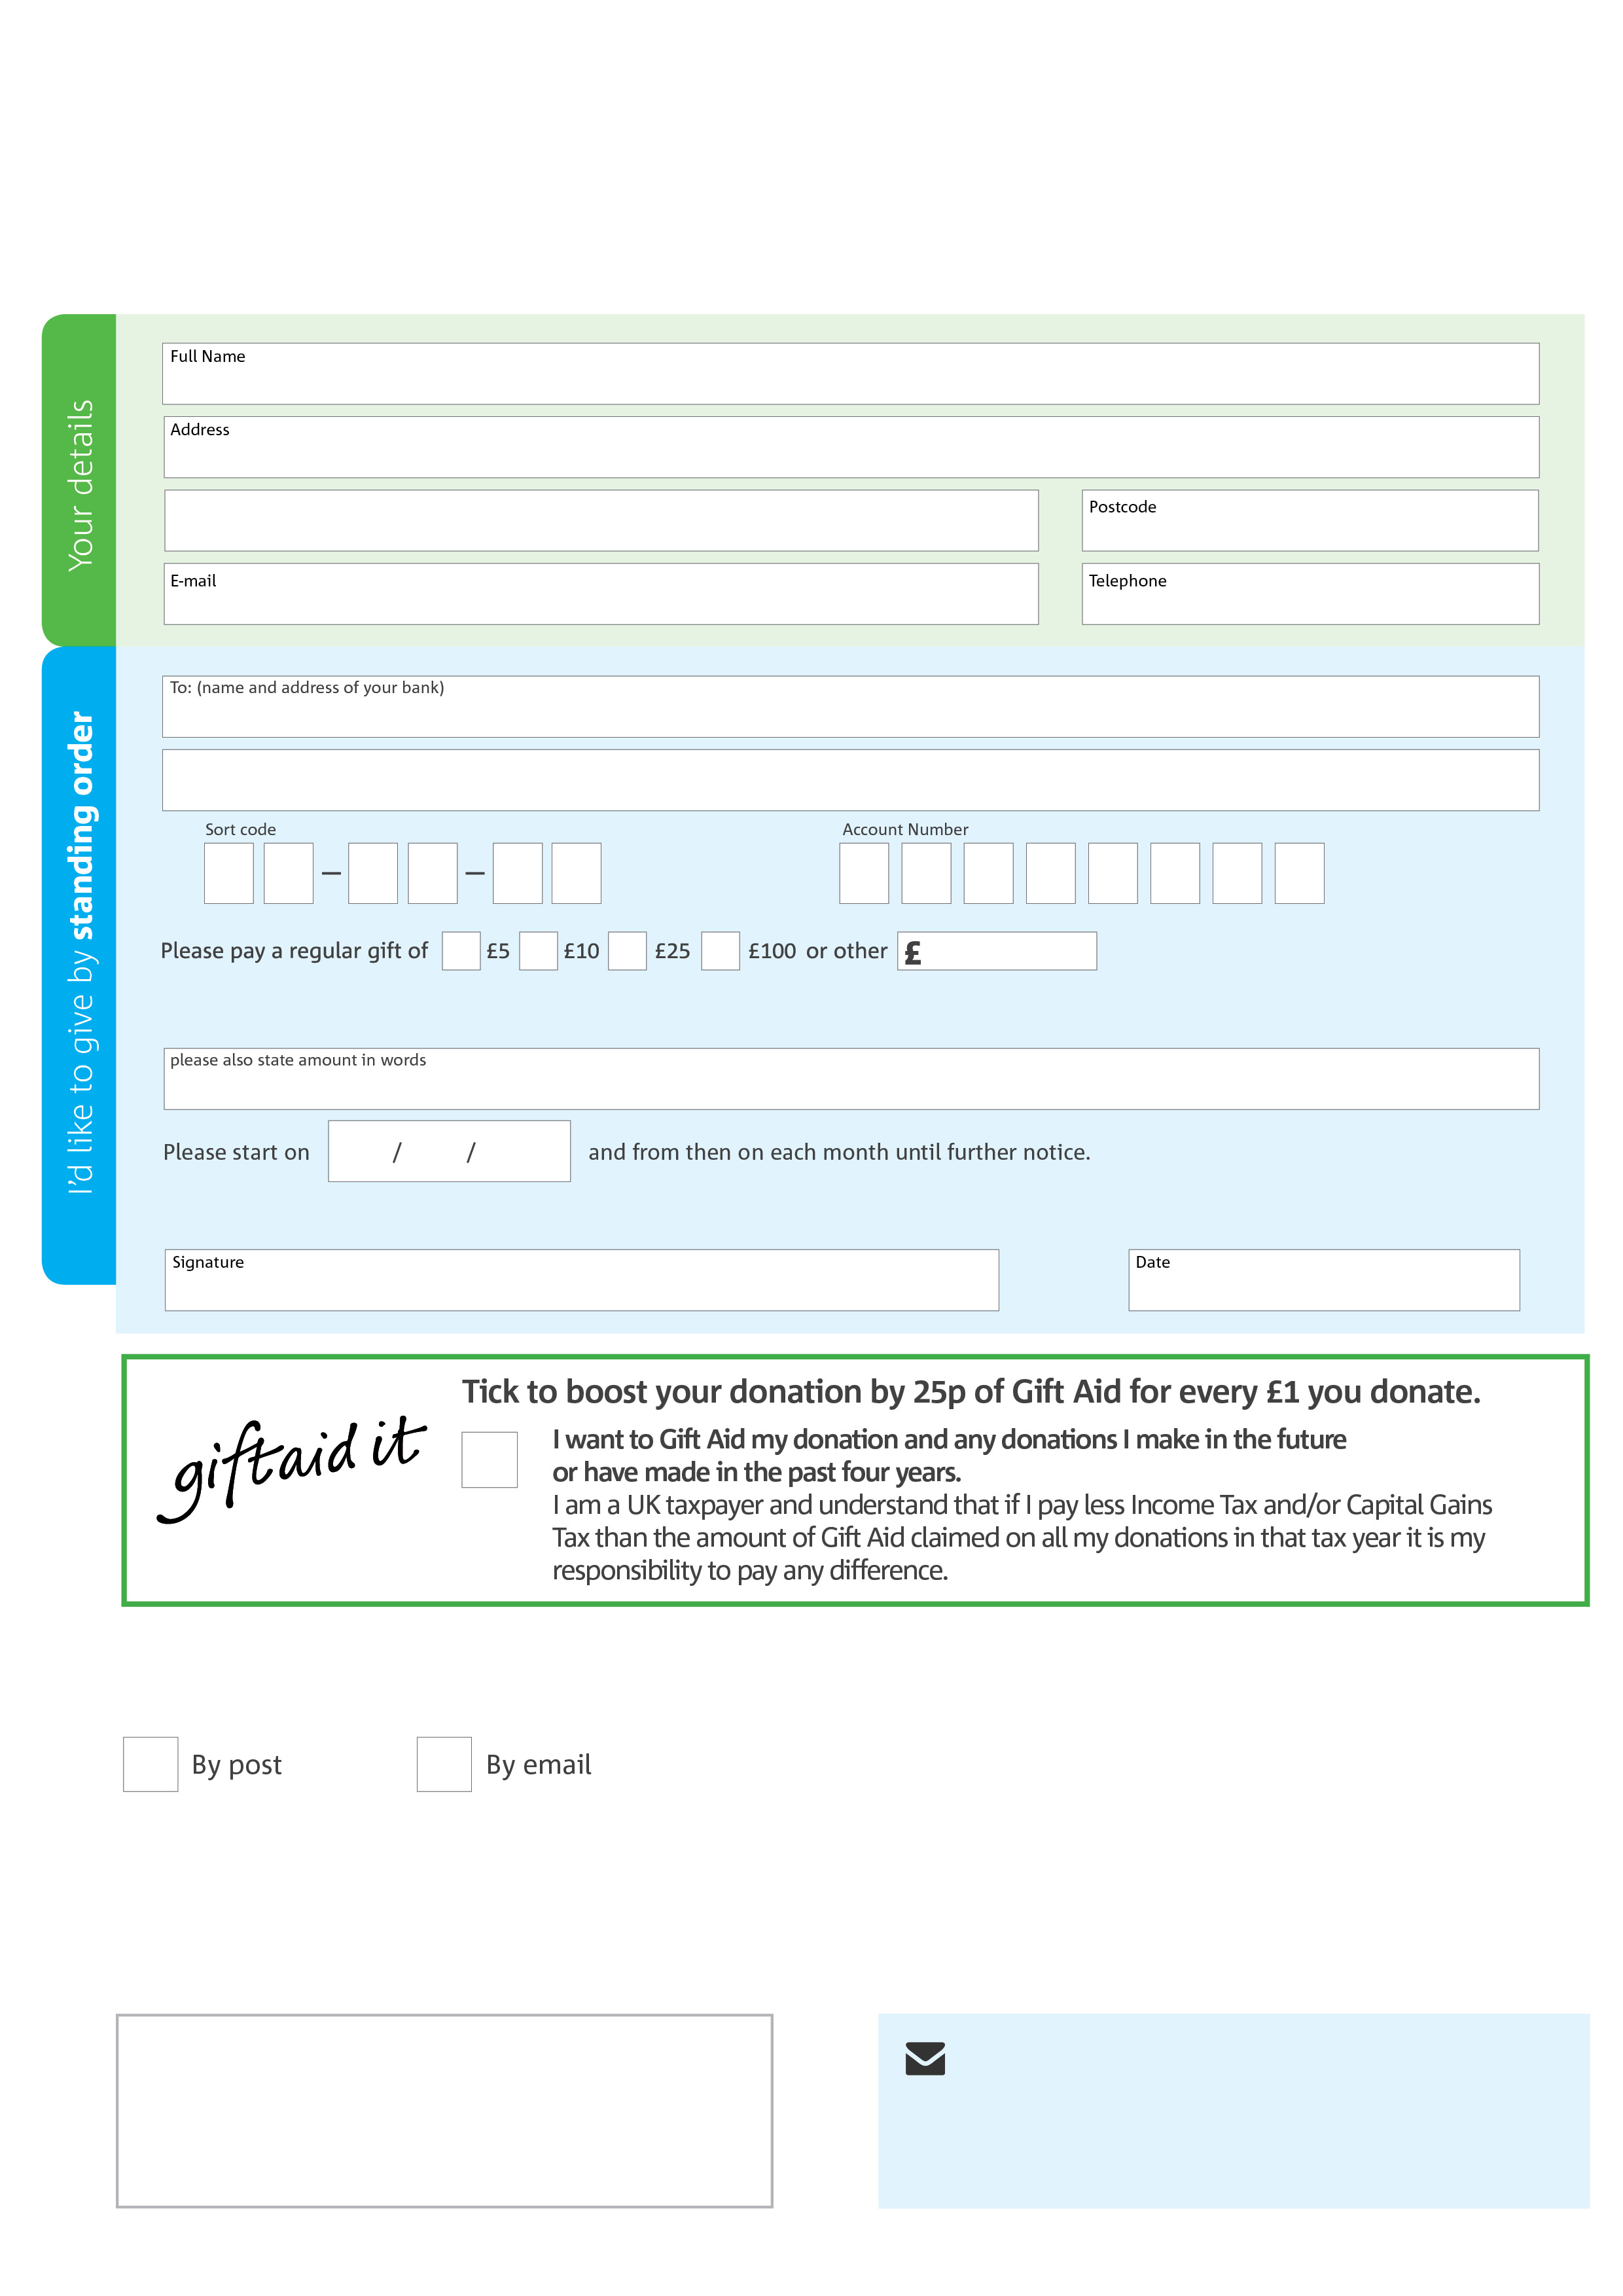 Your details
Full Name
Address
Postcode
E-mail
Telephone
I'd like to give by standing order
To: (name and address of your bank)
Sort code
Account Number
– –
Please pay a regular gift of £5 £10 £25 £100 or other £
please also state amount in words
Please start on / / and from then on each month until further notice.
Signature
Date
giftaid it
Tick to boost your donation by 25p of Gift Aid for every £1 you donate.
I want to Gift Aid my donation and any donations I make in the future
or have made in the past four years.
I am a UK taxpayer and understand that if I pay less Income Tax and/or Capital Gains
Tax than the amount of Gift Aid claimed on all my donations in that tax year it is my
responsibility to pay any difference.
By post
By email